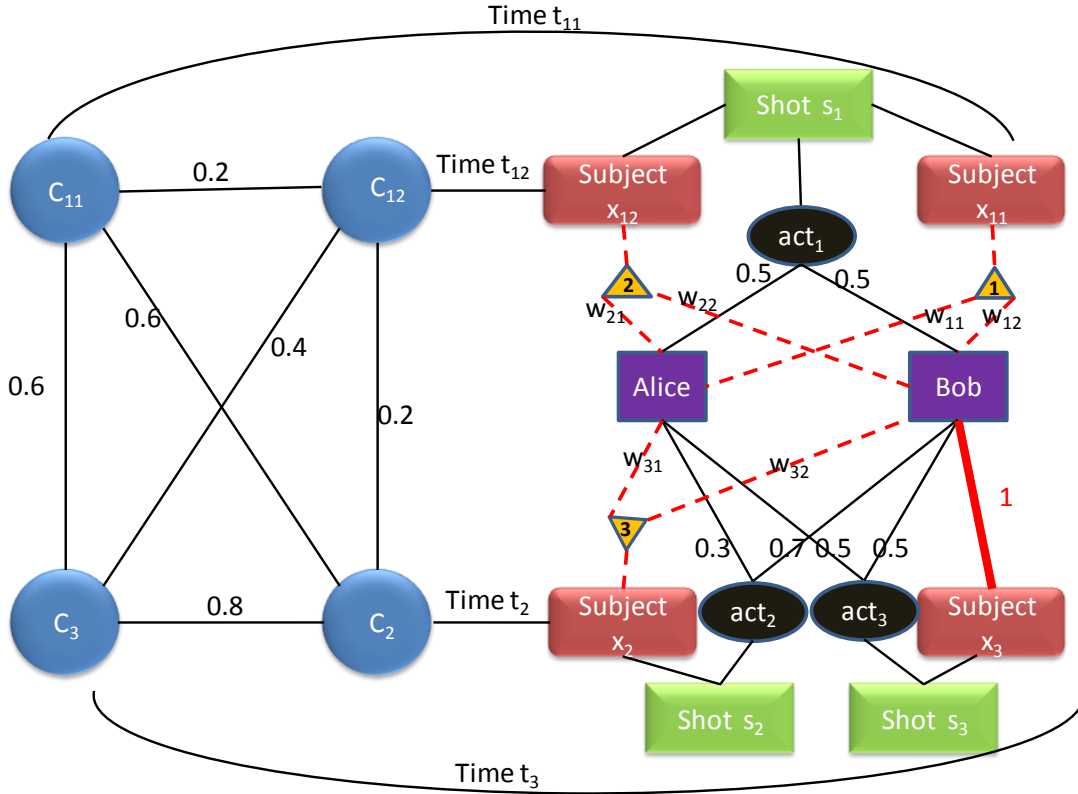 Time t₁₁
Shot s₁
C₁₁
0.2
C₁₂
Time t₁₂
Subject
x₁₂
Subject
x₁₁
act₁
0.5
0.5
2
1
w₂₁
w₂₂
w₁₁
w₁₂
0.6
0.4
0.6
0.2
Alice
Bob
w₃₁
w₃₂
3
1
0.3
0.7
0.5
0.5
C₃
0.8
C₂
Time t₂
Subject
x₂
act₂
act₃
Subject
x₃
Shot s₂
Shot s₃
Time t₃